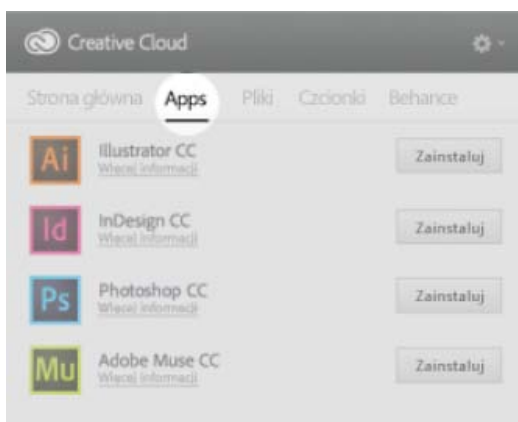 Creative Cloud
Strona główna Apps Pliki Czcionki Behance
Ai Illustrator CC Zainstaluj
Więcej informacji
Id InDesign CC Zainstaluj
Więcej informacji
Ps Photoshop CC Zainstaluj
Więcej informacji
Mu Adobe Muse CC Zainstaluj
Więcej informacji